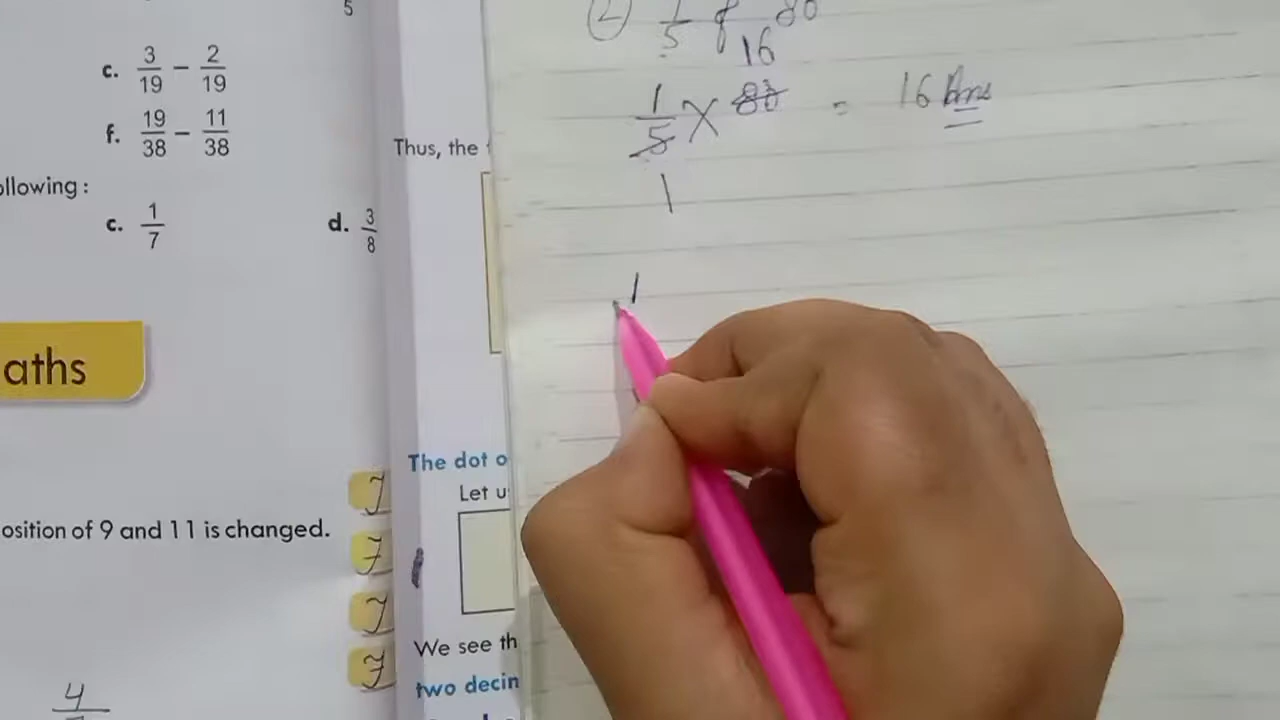 5
c. 3/19 − 2/19
f. 19/38 − 11/38
ollowing :
c. 1/7 d. 3/8
aths
osition of 9 and 11 is changed.
4
Thus, the
The dot o
Let u
We see th
two decin
② 1/5 of 80
16
1/5 × 80 = 16 Ans
1
1